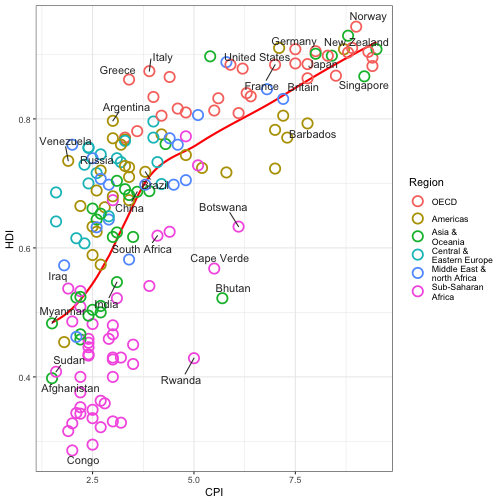 Norway
Germany
New Zealand
Italy
United States
Japan
Greece
France
Britain
Singapore
Argentina
0.8
Barbados
Venezuela
Russia
Brazil
China
Botswana
HDI
0.6
South Africa
Cape Verde
Iraq
India
Bhutan
Myanmar
Sudan
0.4
Rwanda
Afghanistan
Congo
2.5
5.0
7.5
CPI
Region
OECD
Americas
Asia &
Oceania
Central &
Eastern Europe
Middle East &
north Africa
Sub-Saharan
Africa